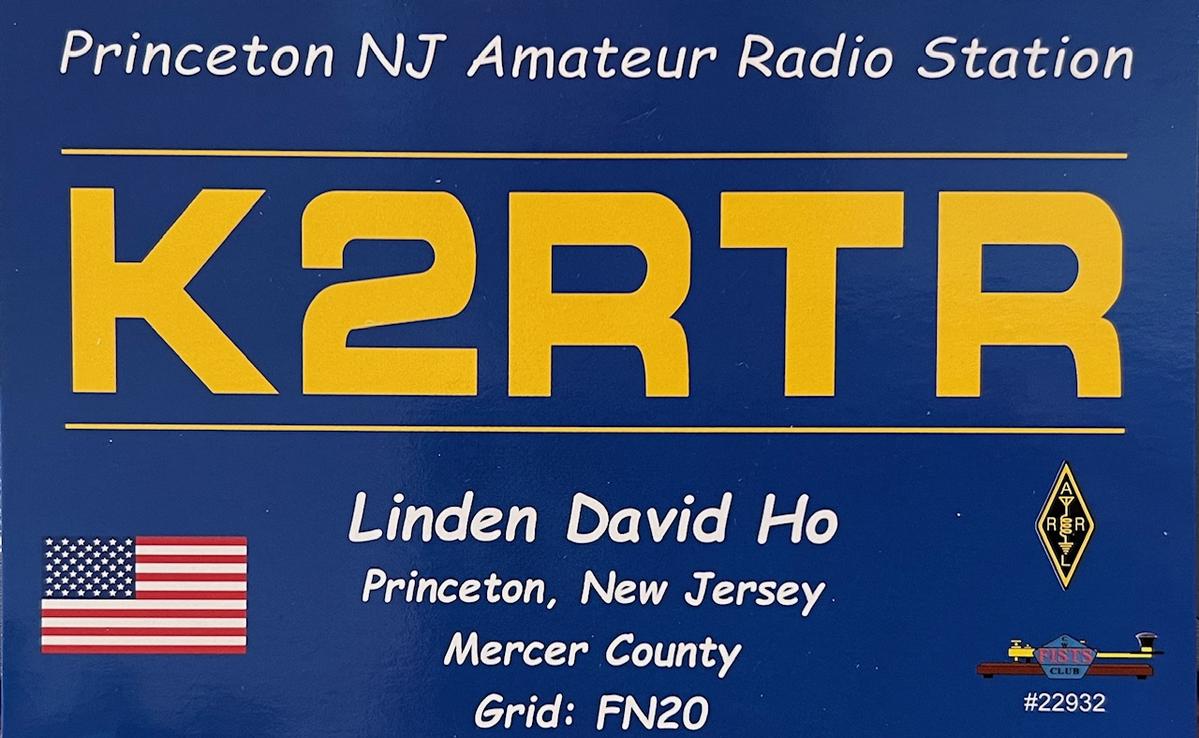 Princeton NJ Amateur Radio Station
K2RTR
Linden David Ho
Princeton, New Jersey
Mercer County
Grid: FN20
A
R R
L
CW
FISTS
CLUB
#22932